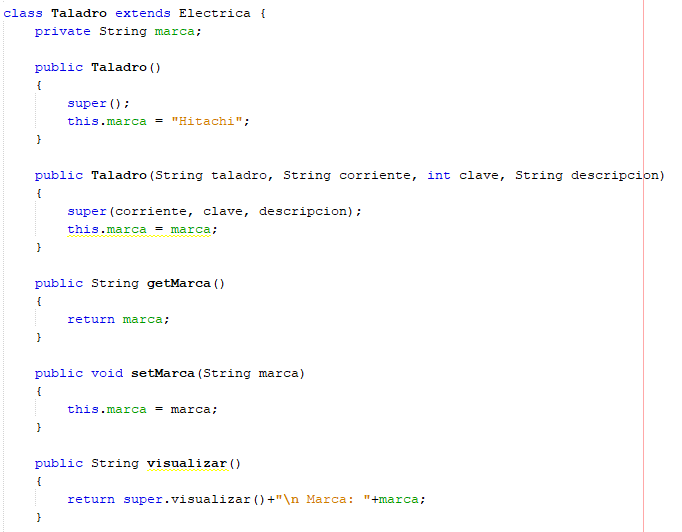 class Taladro extends Electrica {
    private String marca;

    public Taladro()
    {
        super();
        this.marca = "Hitachi";
    }

    public Taladro(String taladro, String corriente, int clave, String descripcion)
    {
        super(corriente, clave, descripcion);
        this.marca = marca;
    }

    public String getMarca()
    {
        return marca;
    }

    public void setMarca(String marca)
    {
        this.marca = marca;
    }

    public String visualizar()
    {
        return super.visualizar()+"\n Marca: "+marca;
    }